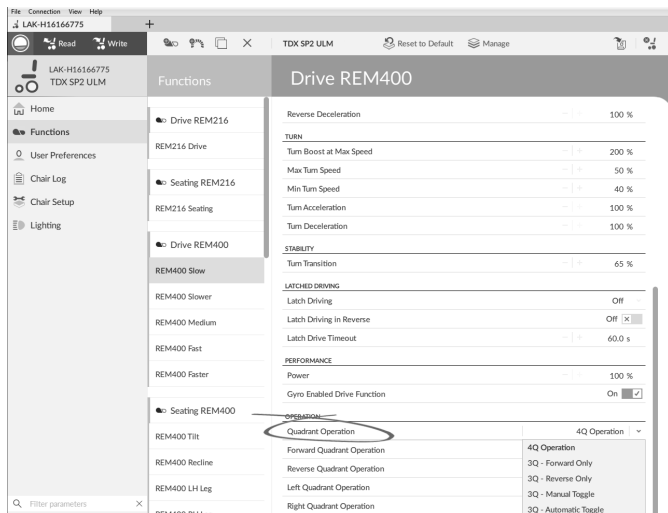 File Connection View Help
LAK-H16166775 +
Read Write TDX SP2 ULM Reset to Default Manage
LAK-H16166775
TDX SP2 ULM
Home
Functions
User Preferences
Chair Log
Chair Setup
Lighting
Filter parameters
Functions
Drive REM216
REM216 Drive
Seating REM216
REM216 Seating
Drive REM400
REM400 Slow
REM400 Slower
REM400 Medium
REM400 Fast
REM400 Faster
Seating REM400
REM400 Tilt
REM400 Recline
REM400 LH Leg
Drive REM400
Reverse Deceleration 100 %
TURN
Turn Boost at Max Speed 200 %
Max Turn Speed 50 %
Min Turn Speed 40 %
Turn Acceleration 100 %
Turn Deceleration 100 %
STABILITY
Turn Transition 65 %
LATCHED DRIVING
Latch Driving Off
Latch Driving in Reverse Off
Latch Drive Timeout 60.0 s
PERFORMANCE
Power 100 %
Gyro Enabled Drive Function On
OPERATION
Quadrant Operation 4Q Operation
Forward Quadrant Operation
Reverse Quadrant Operation
Left Quadrant Operation
Right Quadrant Operation
4Q Operation
3Q - Forward Only
3Q - Reverse Only
3Q - Manual Toggle
3Q - Automatic Toggle